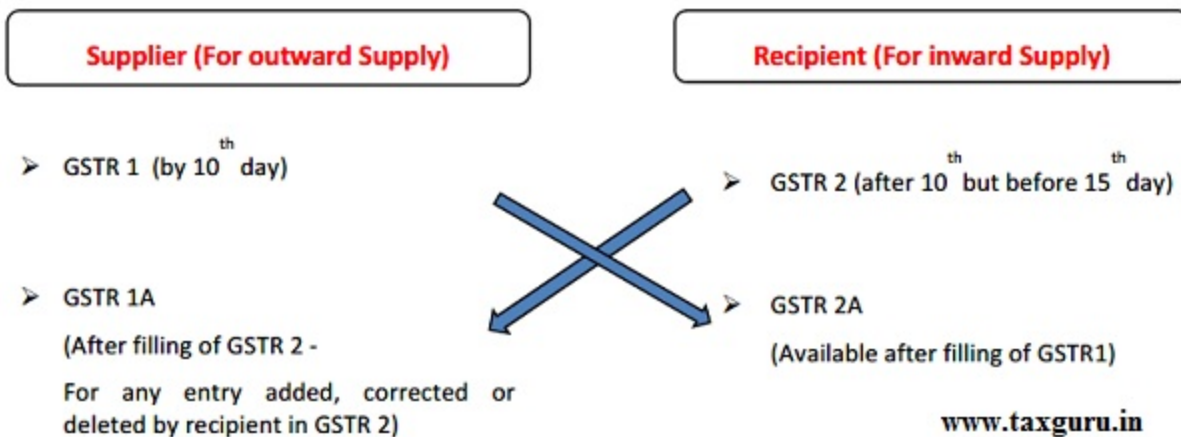 Supplier (For outward Supply)
Recipient (For inward Supply)
➢ GSTR 1 (by 10th day)
➢ GSTR 2 (after 10th but before 15th day)
➢ GSTR 1A
(After filling of GSTR 2 -
For any entry added, corrected or
deleted by recipient in GSTR 2)
➢ GSTR 2A
(Available after filling of GSTR1)
www.taxguru.in